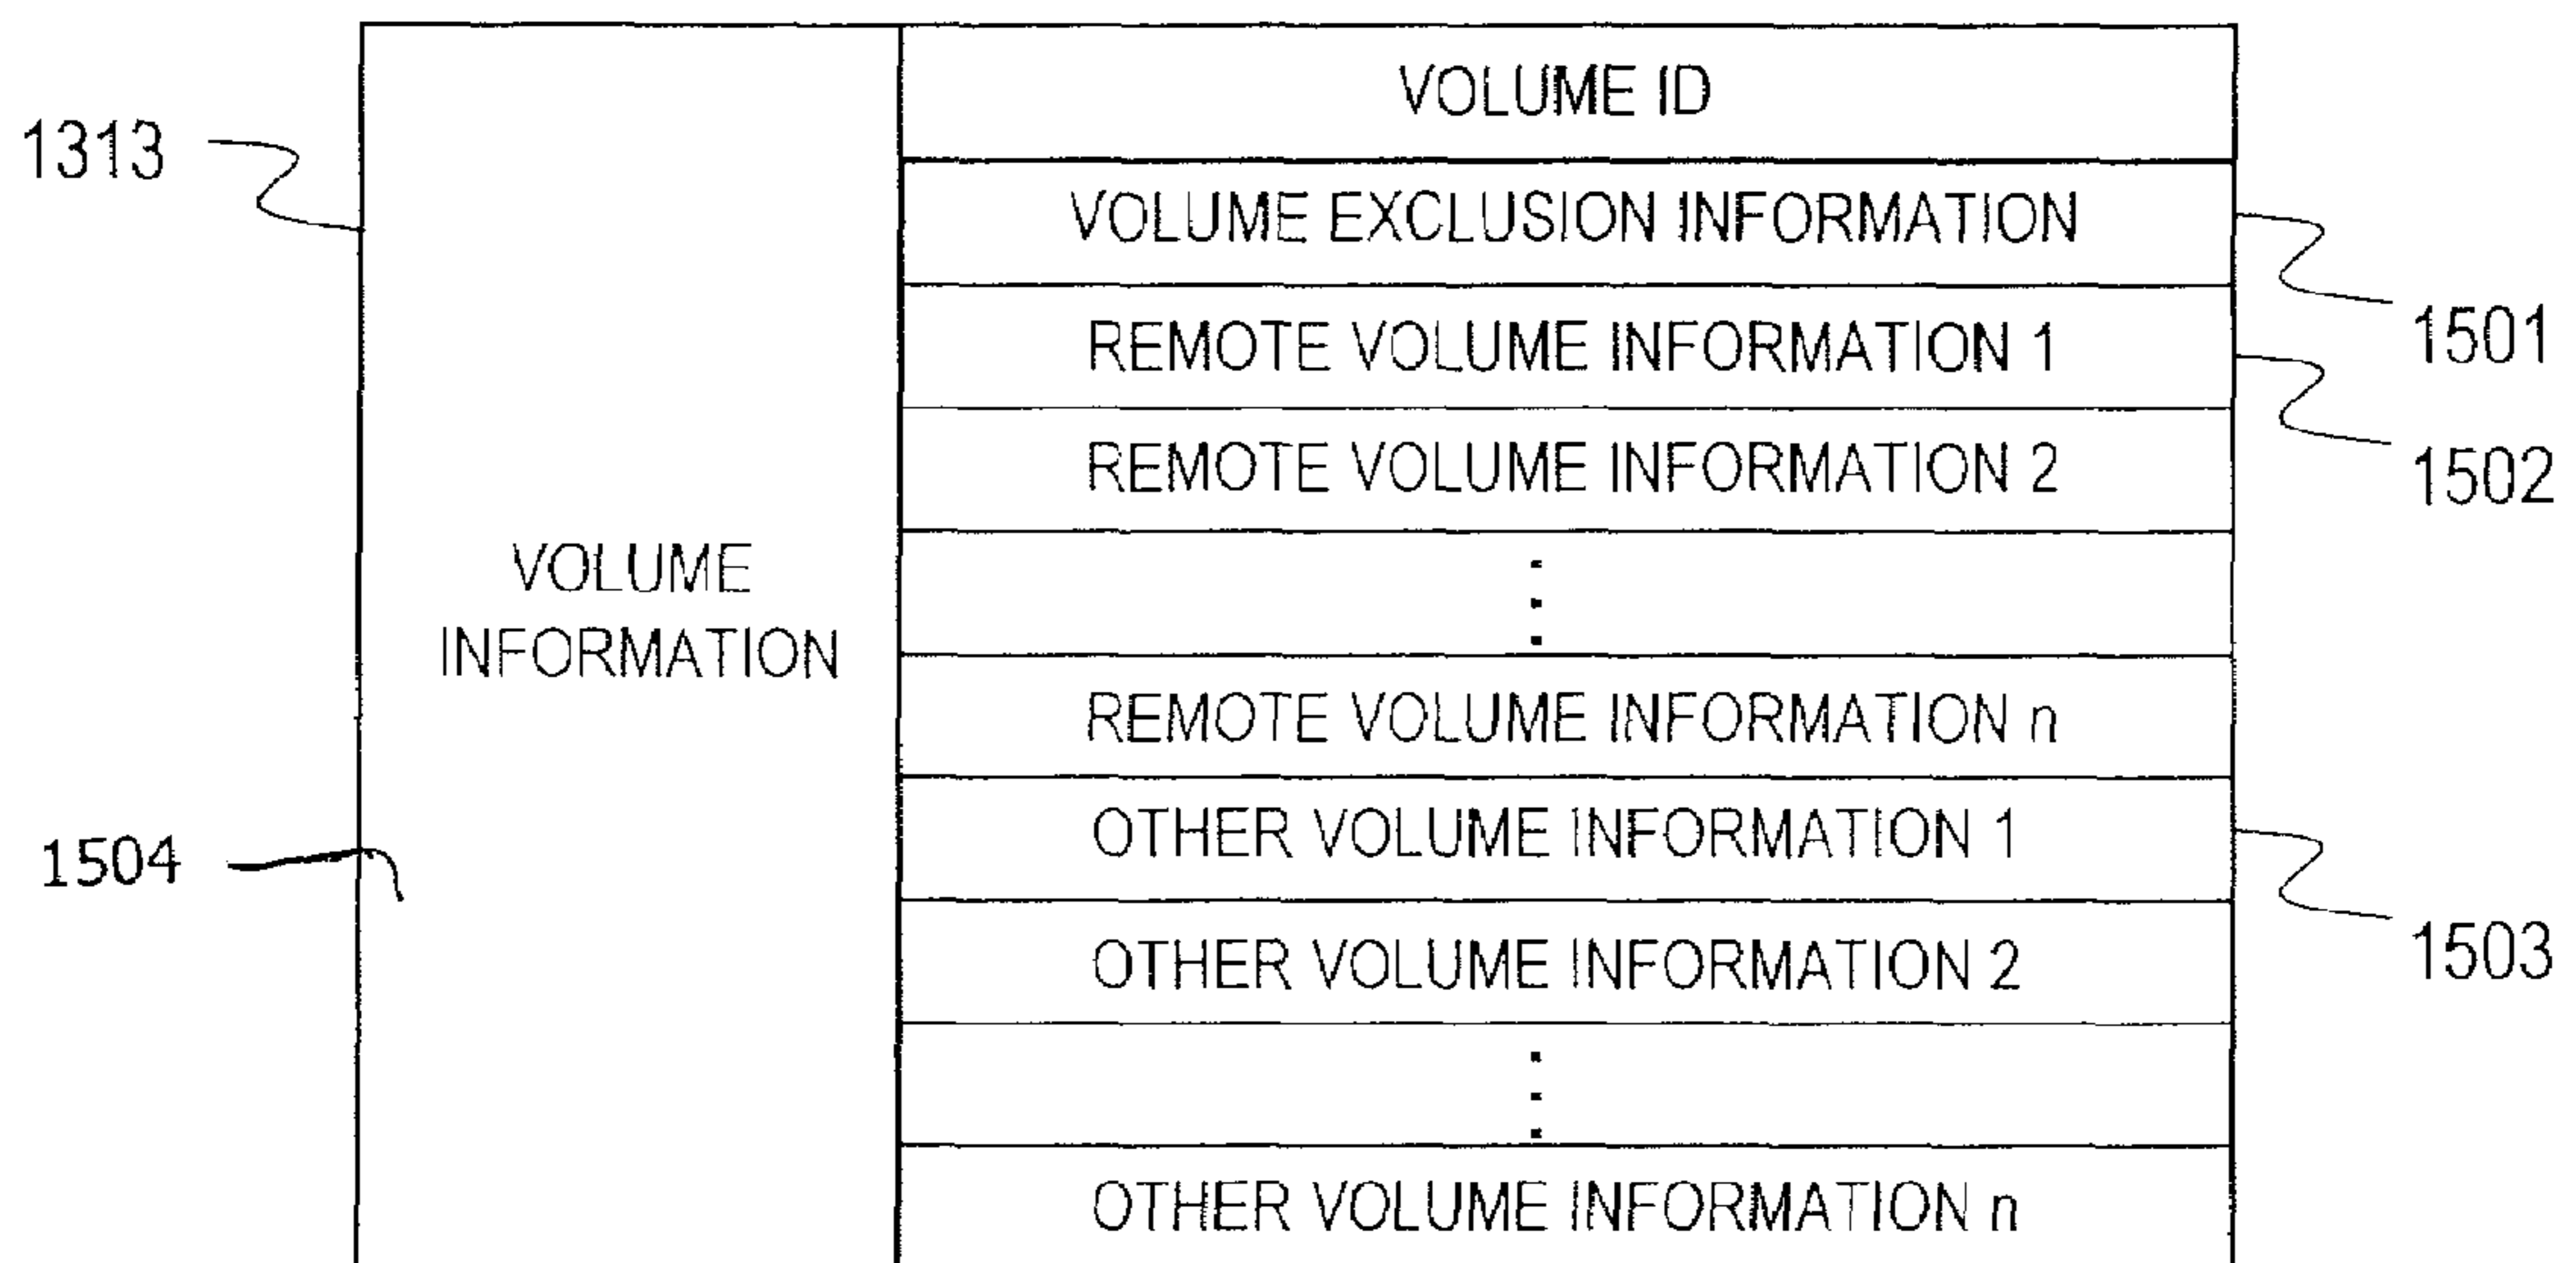 VOLUME ID
1313
VOLUME EXCLUSION INFORMATION
1501
REMOTE VOLUME INFORMATION 1
1502
REMOTE VOLUME INFORMATION 2
VOLUME
INFORMATION
REMOTE VOLUME INFORMATION n
OTHER VOLUME INFORMATION 1
1504
1503
OTHER VOLUME INFORMATION 2
OTHER VOLUME INFORMATION n